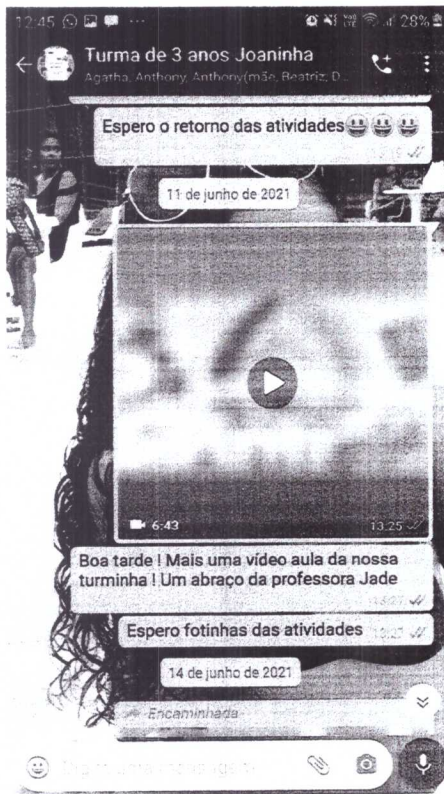 12:45 ... 28%
Turma de 3 anos Joaninha
Agatha, Anthony, Anthony(mãe, Beatriz, D...
Espero o retorno das atividades😃😃😃
11 de junho de 2021
6:43 13:25
Boa tarde ! Mais uma vídeo aula da nossa
turminha ! Um abraço da professora Jade
13:27
Espero fotinhas das atividades 13:27
14 de junho de 2021
Encaminhada